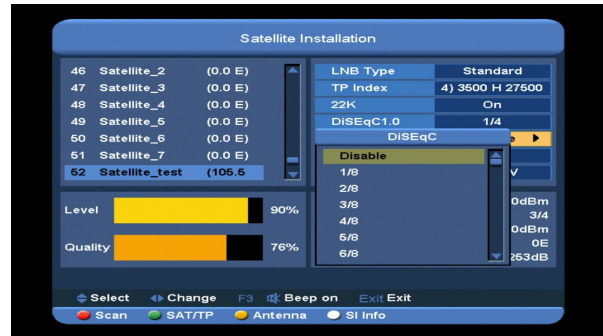 Satellite Installation
46 Satellite_2 (0.0 E)
47 Satellite_3 (0.0 E)
48 Satellite_4 (0.0 E)
49 Satellite_5 (0.0 E)
50 Satellite_6 (0.0 E)
51 Satellite_7 (0.0 E)
52 Satellite_test (105.5
LNB Type Standard
TP Index 4) 3500 H 27500
22K On
DiSEqC1.0 1/4
DiSEqC
Disable
1/8
2/8
3/8
4/8
5/8
6/8
e
V
Level 90%
Quality 76%
0dBm
3/4
0dBm
0E
253dB
Select Change F3 Beep on Exit Exit
Scan SAT/TP Antenna SI Info